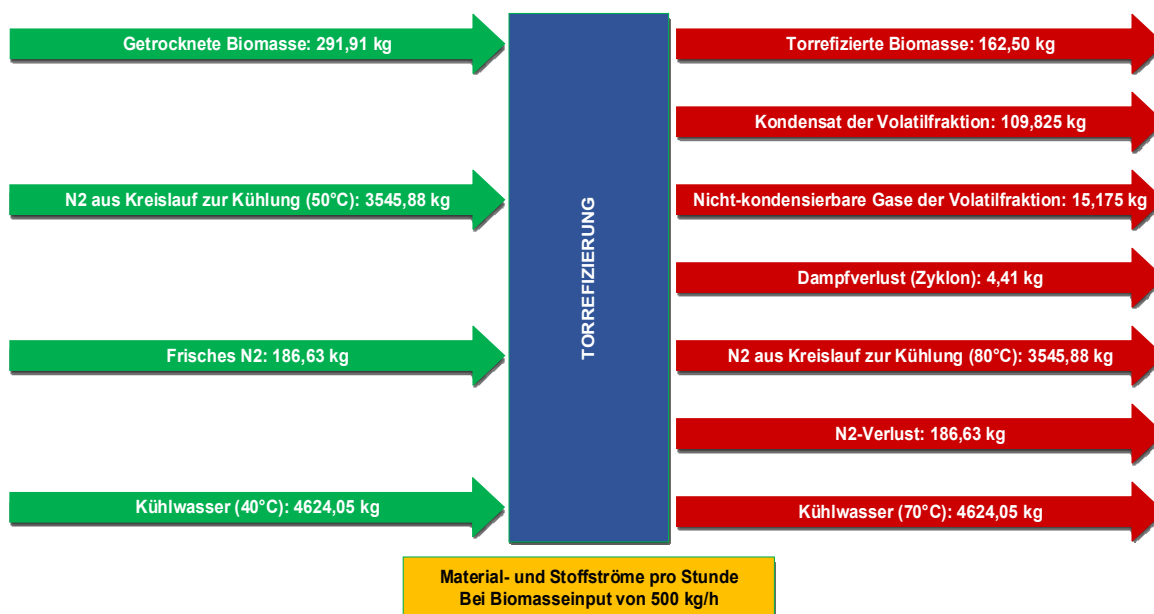 Getrocknete Biomasse: 291,91 kg
N2 aus Kreislauf zur Kühlung (50°C): 3545,88 kg
Frisches N2: 186,63 kg
Kühlwasser (40°C): 4624,05 kg
TORREFIZIERUNG
Torrefizierte Biomasse: 162,50 kg
Kondensat der Volatilfraktion: 109,825 kg
Nicht-kondensierbare Gase der Volatilfraktion: 15,175 kg
Dampfverlust (Zyklon): 4,41 kg
N2 aus Kreislauf zur Kühlung (80°C): 3545,88 kg
N2-Verlust: 186,63 kg
Kühlwasser (70°C): 4624,05 kg
Material- und Stoffströme pro Stunde
Bei Biomasseinput von 500 kg/h